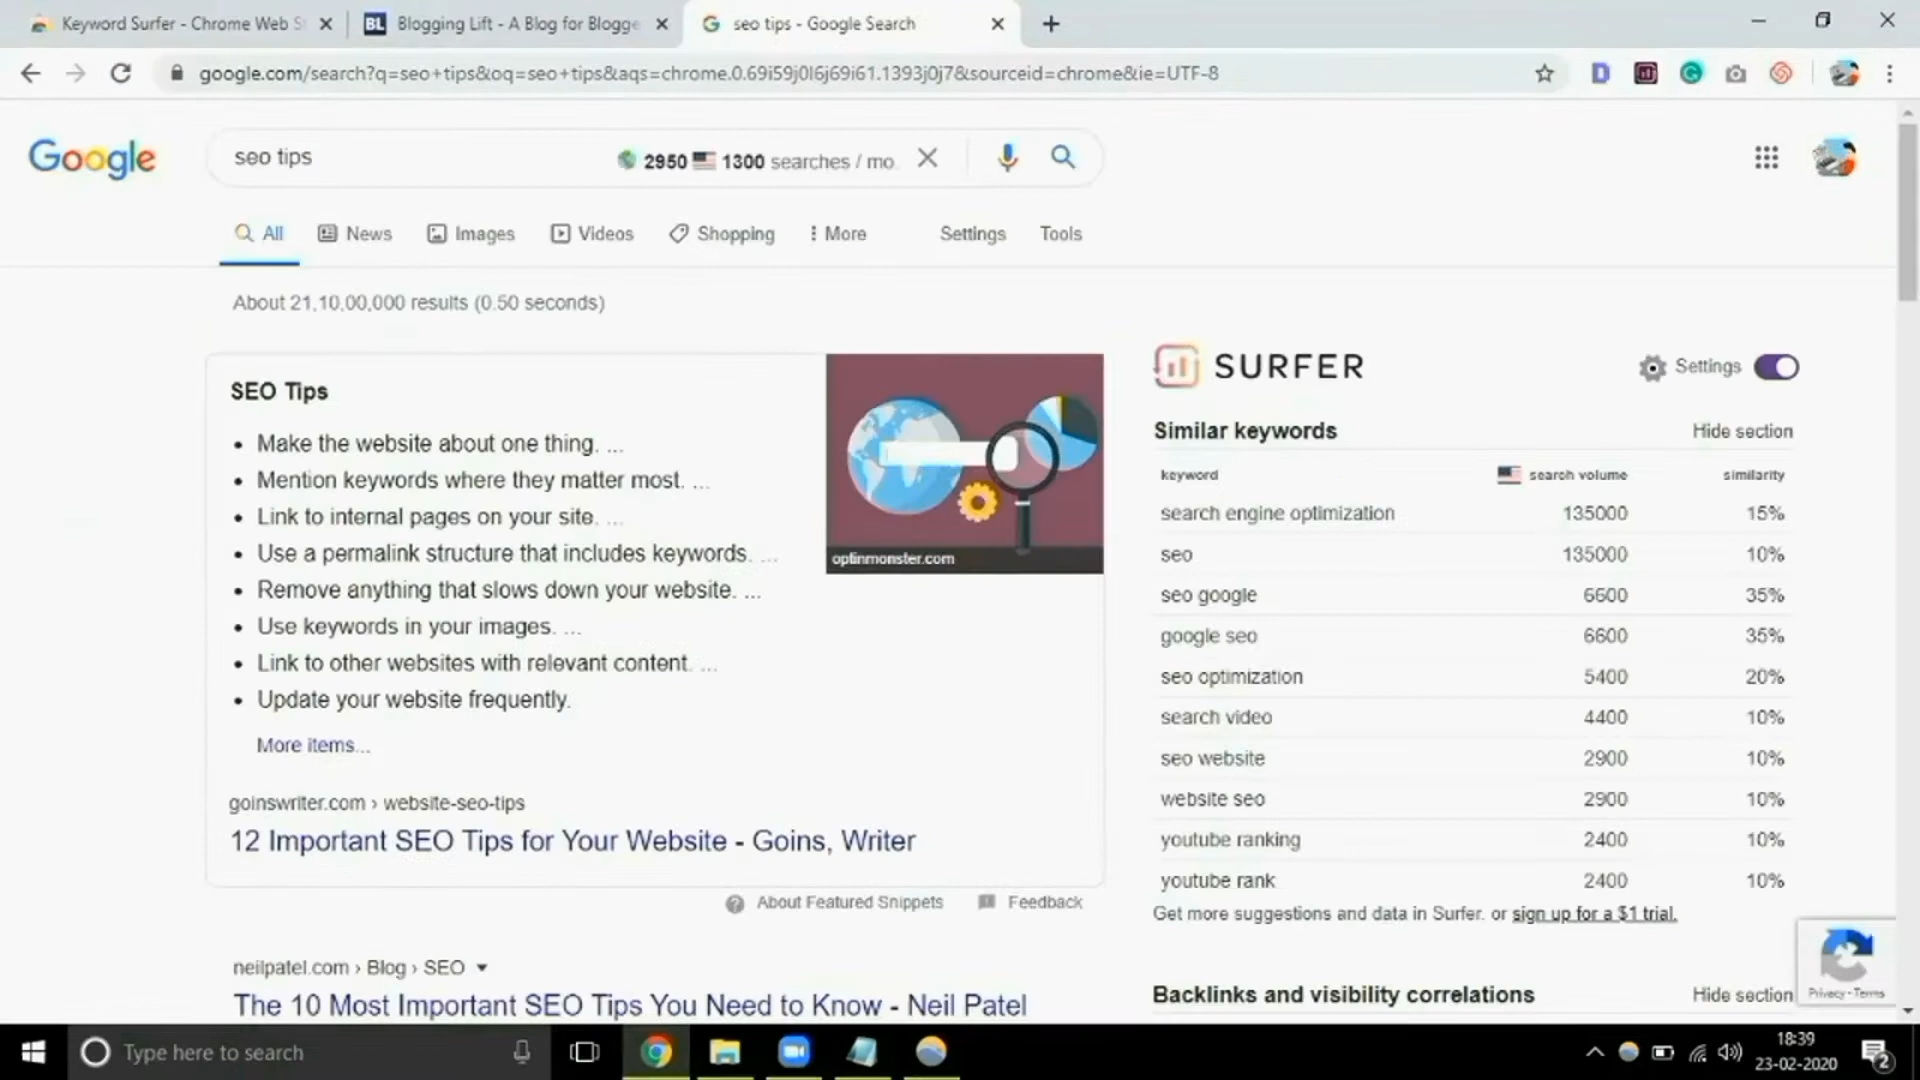 Keyword Surfer - Chrome Web S
BL Blogging Lift - A Blog for Blogge
seo tips - Google Search
google.com/search?q=seo+tips&oq=seo+tips&aqs=chrome.0.69i59j0l6j69i61.1393j0j7&sourceid=chrome&ie=UTF-8
Google
seo tips
2950 1300 searches / mo.
All News Images Videos Shopping More Settings Tools
About 21,10,00,000 results (0.50 seconds)
SEO Tips
Make the website about one thing. ...
Mention keywords where they matter most. ...
Link to internal pages on your site. ...
Use a permalink structure that includes keywords. ...
Remove anything that slows down your website. ...
Use keywords in your images. ...
Link to other websites with relevant content. ...
Update your website frequently.
More items...
optinmonster.com
goinswriter.com › website-seo-tips
12 Important SEO Tips for Your Website - Goins, Writer
About Featured Snippets Feedback
neilpatel.com › Blog › SEO
The 10 Most Important SEO Tips You Need to Know - Neil Patel
SURFER
Settings
Similar keywords Hide section
keyword search volume similarity
search engine optimization 135000 15%
seo 135000 10%
seo google 6600 35%
google seo 6600 35%
seo optimization 5400 20%
search video 4400 10%
seo website 2900 10%
website seo 2900 10%
youtube ranking 2400 10%
youtube rank 2400 10%
Get more suggestions and data in Surfer. or sign up for a $1 trial.
Backlinks and visibility correlations Hide section
Privacy - Terms
Type here to search
18:39
23-02-2020
2